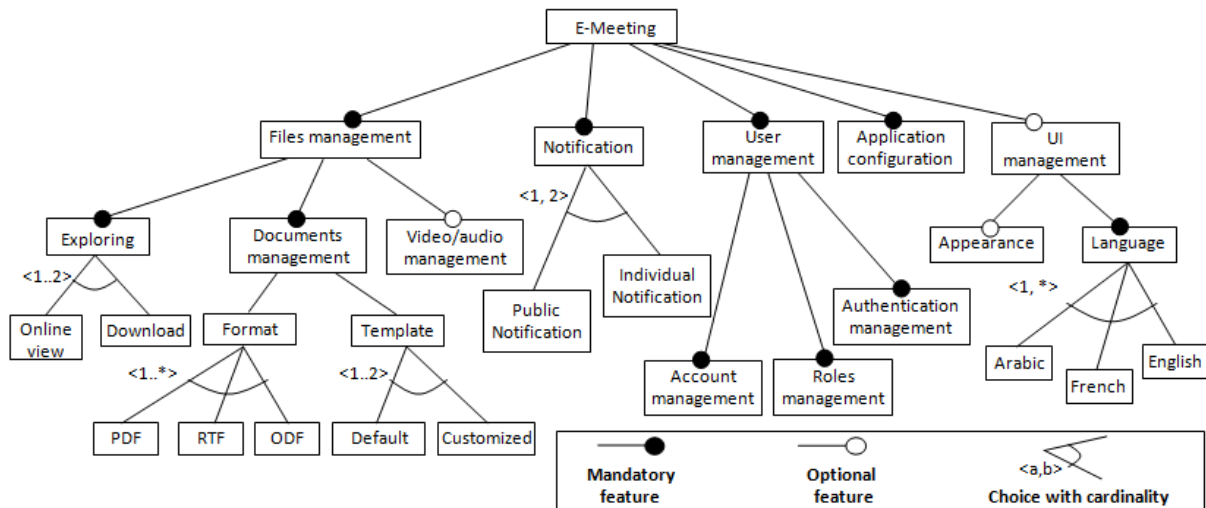 E-Meeting
Files management
Notification
User
management
Application
configuration
UI
management
<1, 2>
Exploring
Documents
management
Video/audio
management
Appearance
Language
<1..2>
Individual
Notification
<1, *>
Public
Notification
Authentication
management
Online
view
Download
Format
Template
Arabic
French
English
<1..*>
<1..2>
Account
management
Roles
management
PDF
RTF
ODF
Default
Customized
Mandatory
feature
Optional
feature
<a,b>
Choice with cardinality